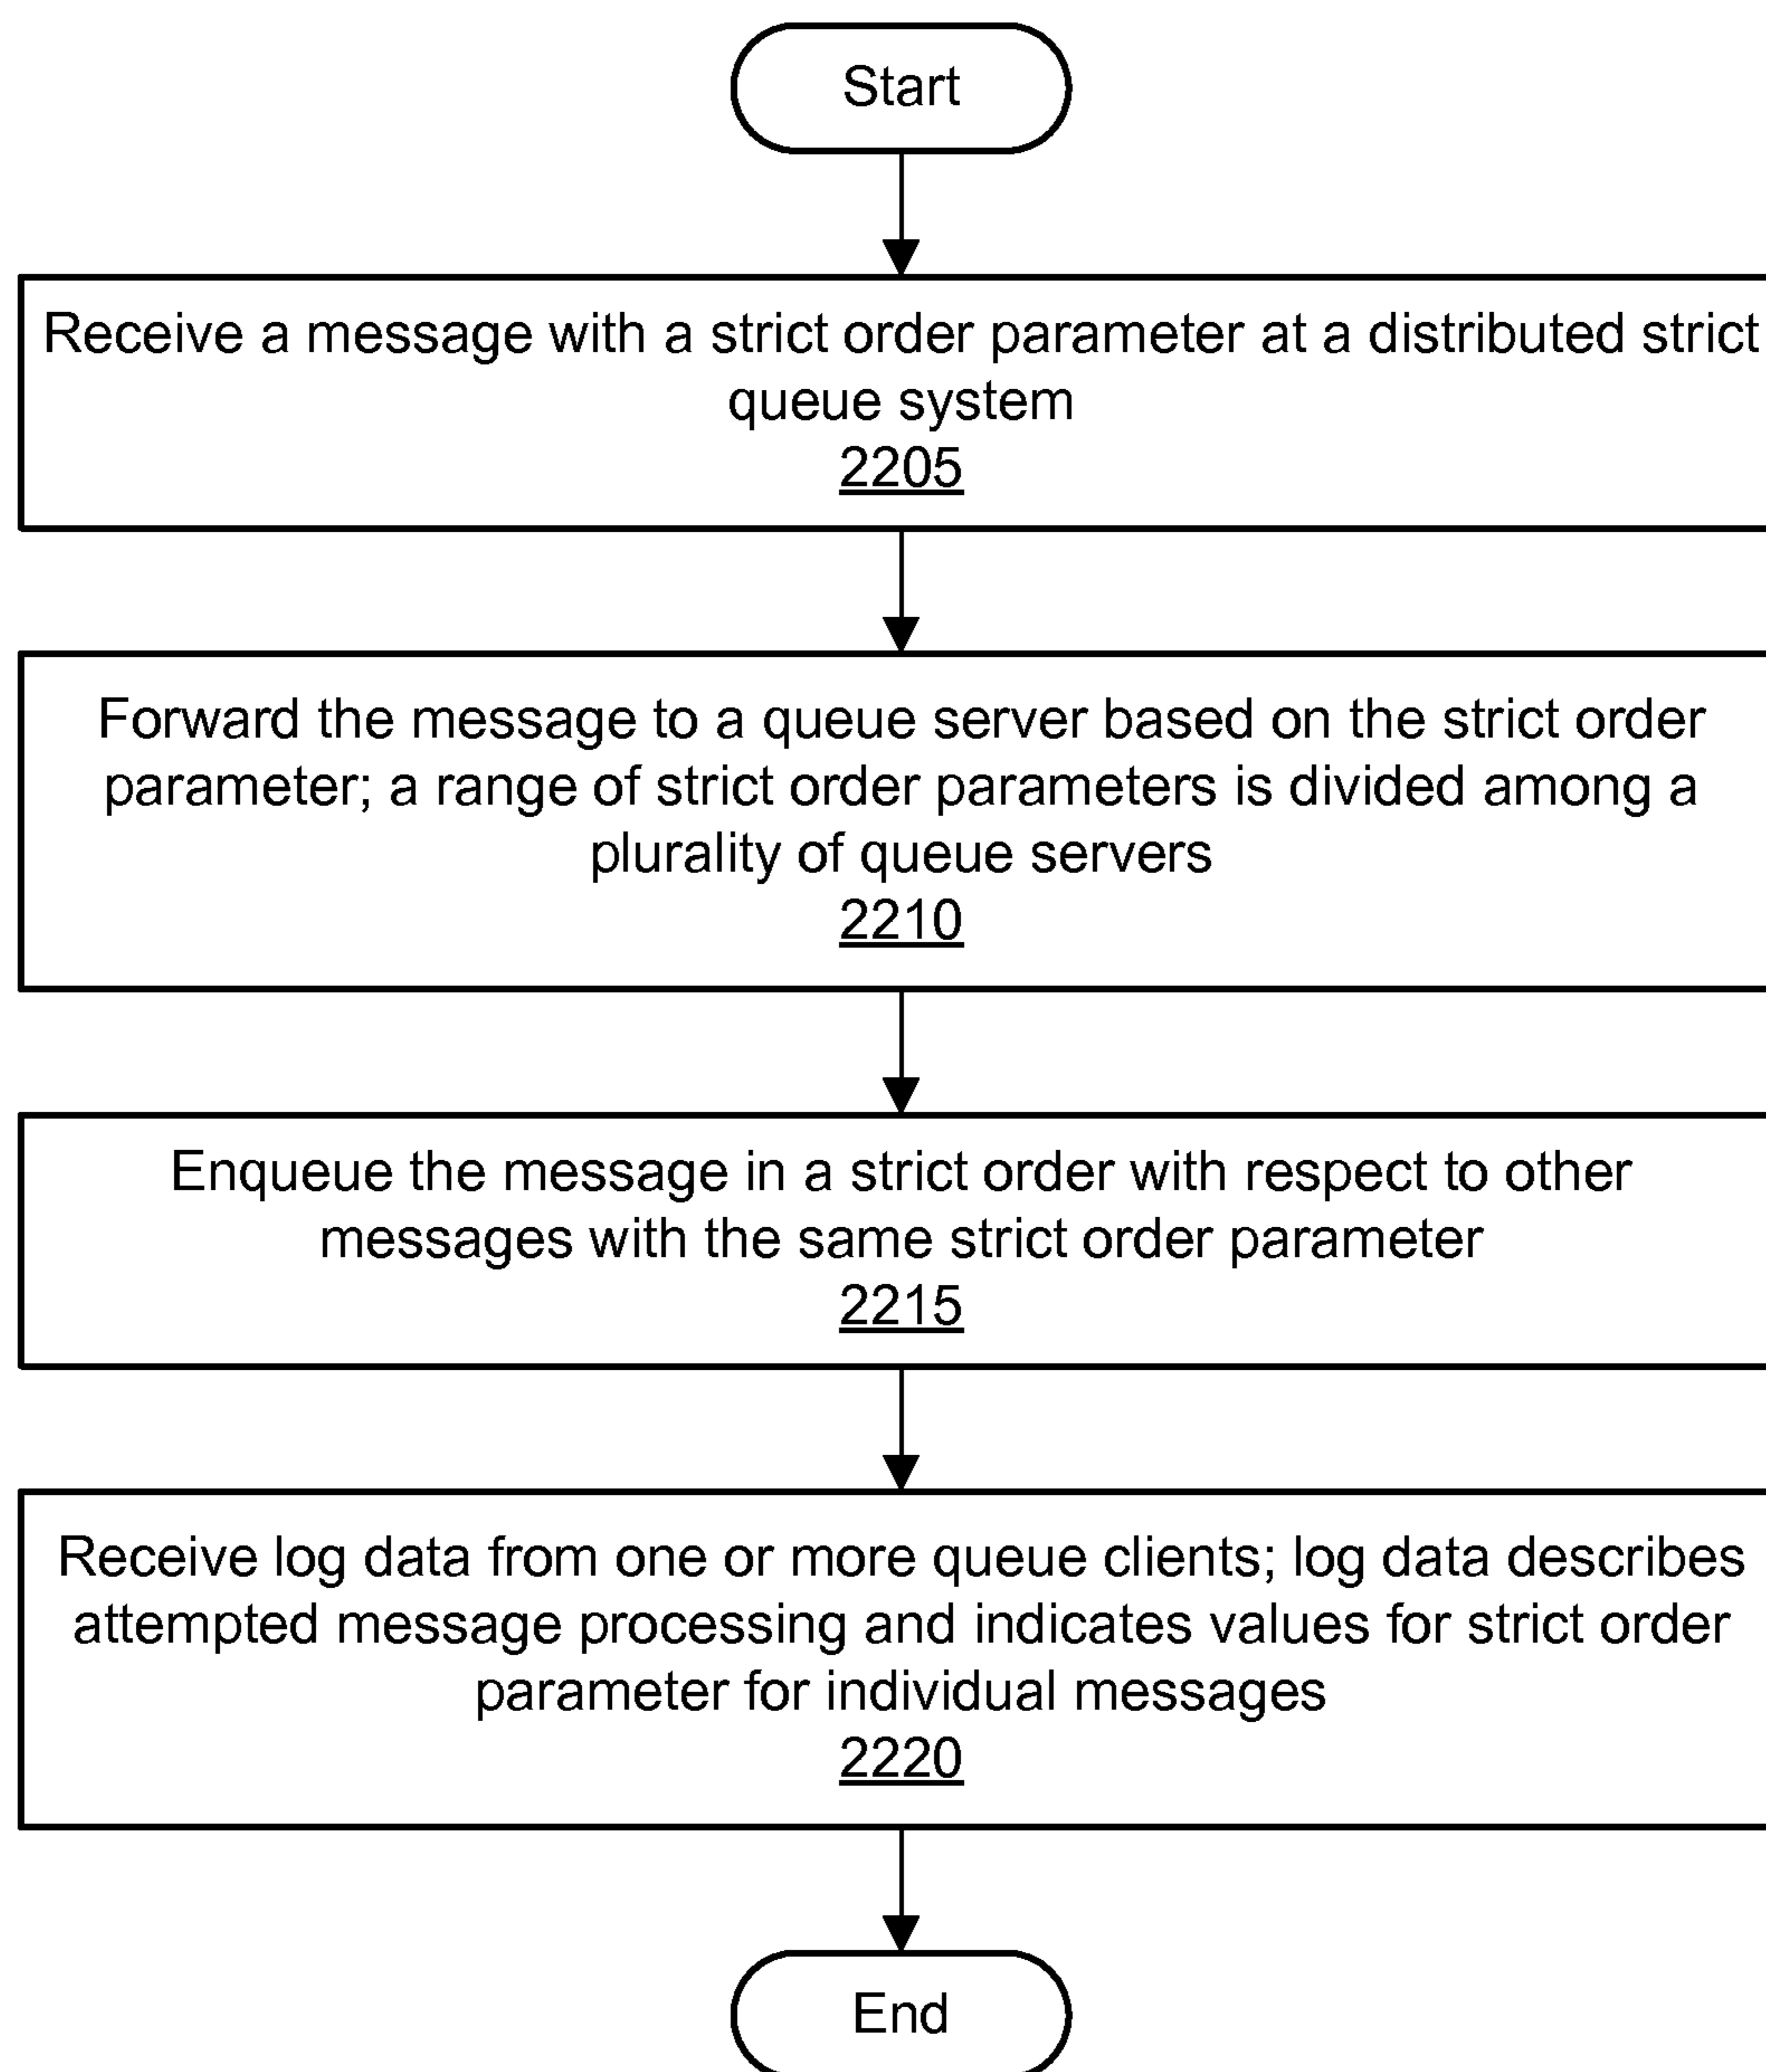 Start
Receive a message with a strict order parameter at a distributed strict
queue system
2205
Forward the message to a queue server based on the strict order
parameter; a range of strict order parameters is divided among a
plurality of queue servers
2210
Enqueue the message in a strict order with respect to other
messages with the same strict order parameter
2215
Receive log data from one or more queue clients; log data describes
attempted message processing and indicates values for strict order
parameter for individual messages
2220
End